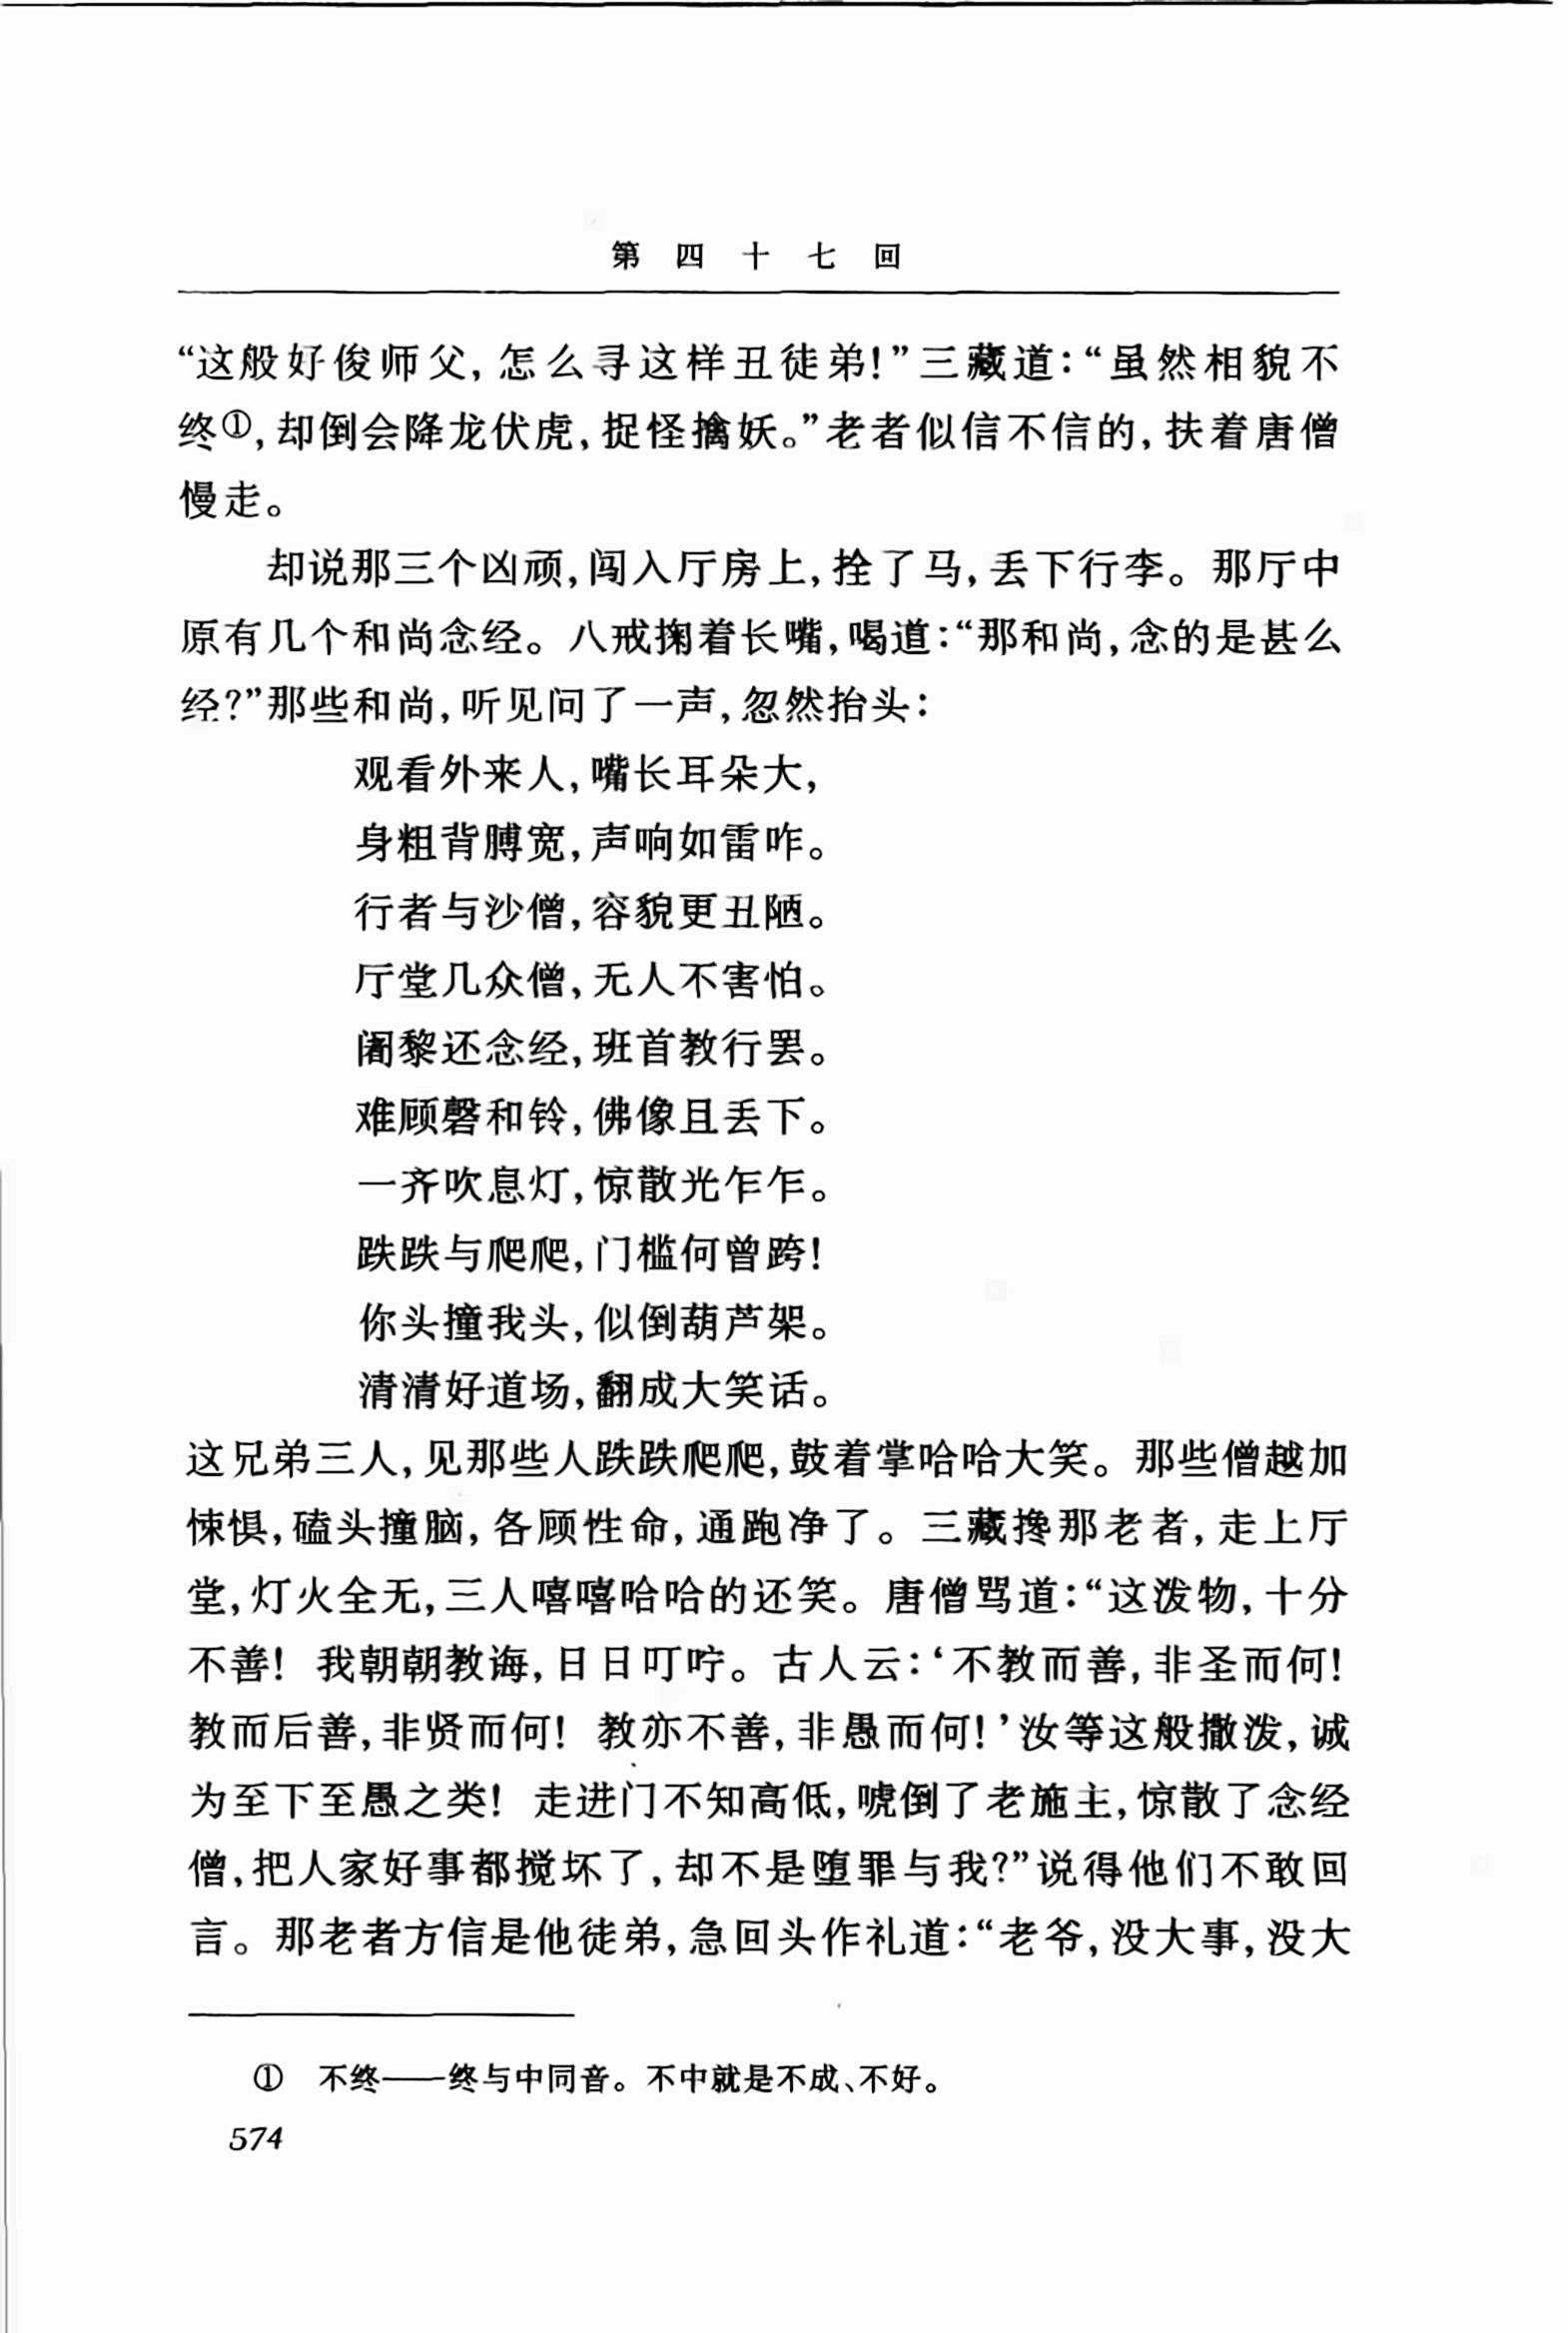 第四十七回
“这般好俊师父,怎么寻这样丑徒弟!”三藏道:“虽然相貌不
终①,却倒会降龙伏虎,捉怪擒妖。”老者似信不信的,扶着唐僧
慢走。
却说那三个凶顽,闯入厅房上,拴了马,丢下行李。那厅中
原有几个和尚念经。八戒掬着长嘴,喝道:“那和尚,念的是甚么
经?”那些和尚,听见问了一声,忽然抬头:
观看外来人,嘴长耳朵大,
身粗背膊宽,声响如雷咋。
行者与沙僧,容貌更丑陋。
厅堂几众僧,无人不害怕。
阇黎还念经,班首教行罢。
难顾磬和铃,佛像且丢下。
一齐吹息灯,惊散光乍乍。
跌跌与爬爬,门槛何曾跨!
你头撞我头,似倒葫芦架。
清清好道场,翻成大笑话。
这兄弟三人,见那些人跌跌爬爬,鼓着掌哈哈大笑。那些僧越加
悚惧,磕头撞脑,各顾性命,通跑净了。三藏搀那老者,走上厅
堂,灯火全无,三人嘻嘻哈哈的还笑。唐僧骂道:“这泼物,十分
不善! 我朝朝教诲,日日叮咛。古人云:‘不教而善,非圣而何!
教而后善,非贤而何! 教亦不善,非愚而何!’汝等这般撒泼,诚
为至下至愚之类! 走进门不知高低,唬倒了老施主,惊散了念经
僧,把人家好事都搅坏了,却不是堕罪与我?”说得他们不敢回
言。那老者方信是他徒弟,急回头作礼道:“老爷,没大事,没大
① 不终——终与中同音。不中就是不成、不好。
574